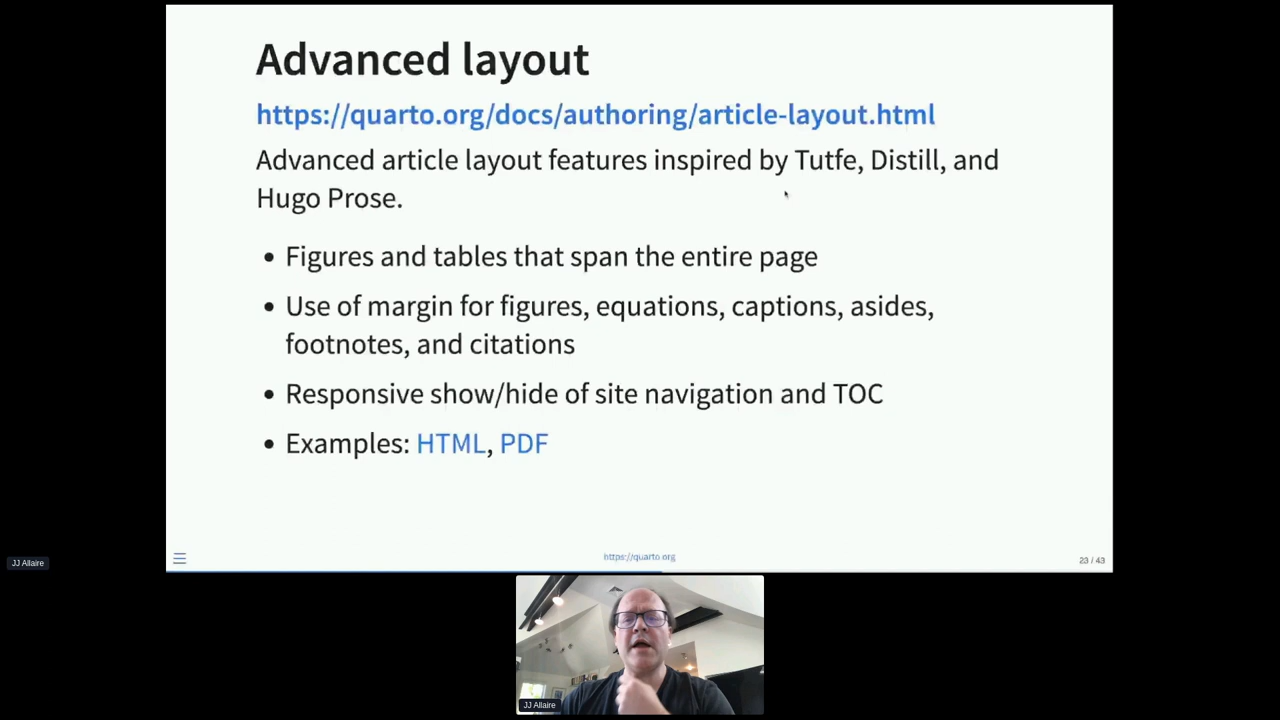 Advanced layout
https://quarto.org/docs/authoring/article-layout.html
Advanced article layout features inspired by Tutfe, Distill, and
Hugo Prose.
• Figures and tables that span the entire page
• Use of margin for figures, equations, captions, asides,
footnotes, and citations
• Responsive show/hide of site navigation and TOC
• Examples: HTML, PDF
https://quarto.org
23 / 43
JJ Allaire
JJ Allaire